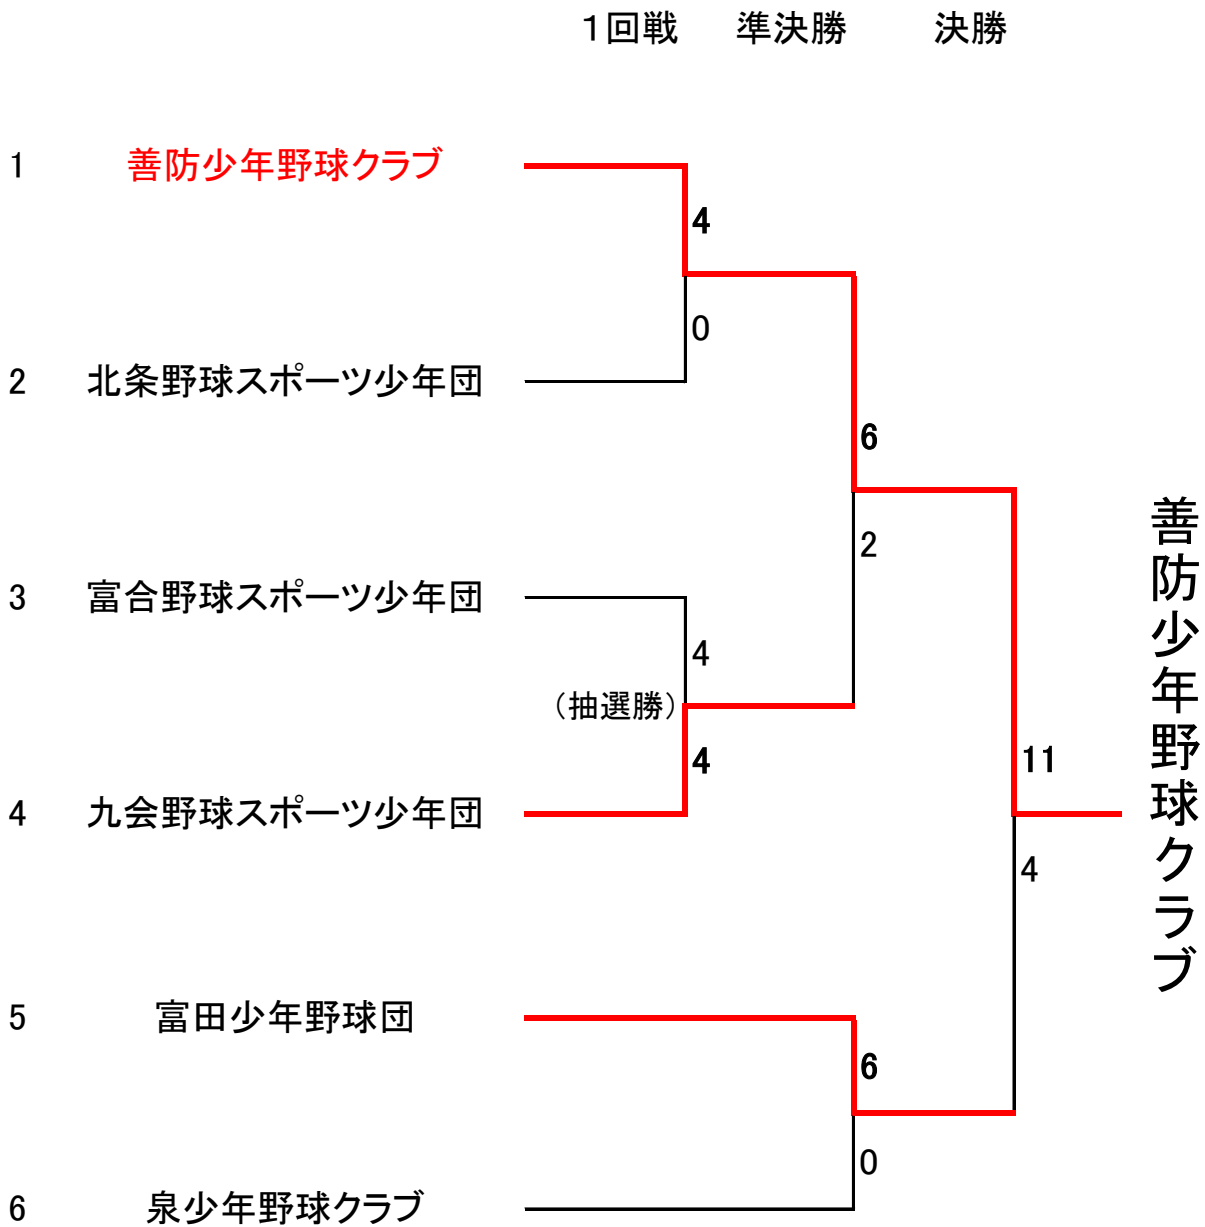 1回戦 準決勝 決勝
1 善防少年野球クラブ
4
0
2 北条野球スポーツ少年団
6
2
3 富合野球スポーツ少年団
4
（抽選勝）
4
4 九会野球スポーツ少年団
11
4
善防少年野球クラブ
5 富田少年野球団
6
0
6 泉少年野球クラブ